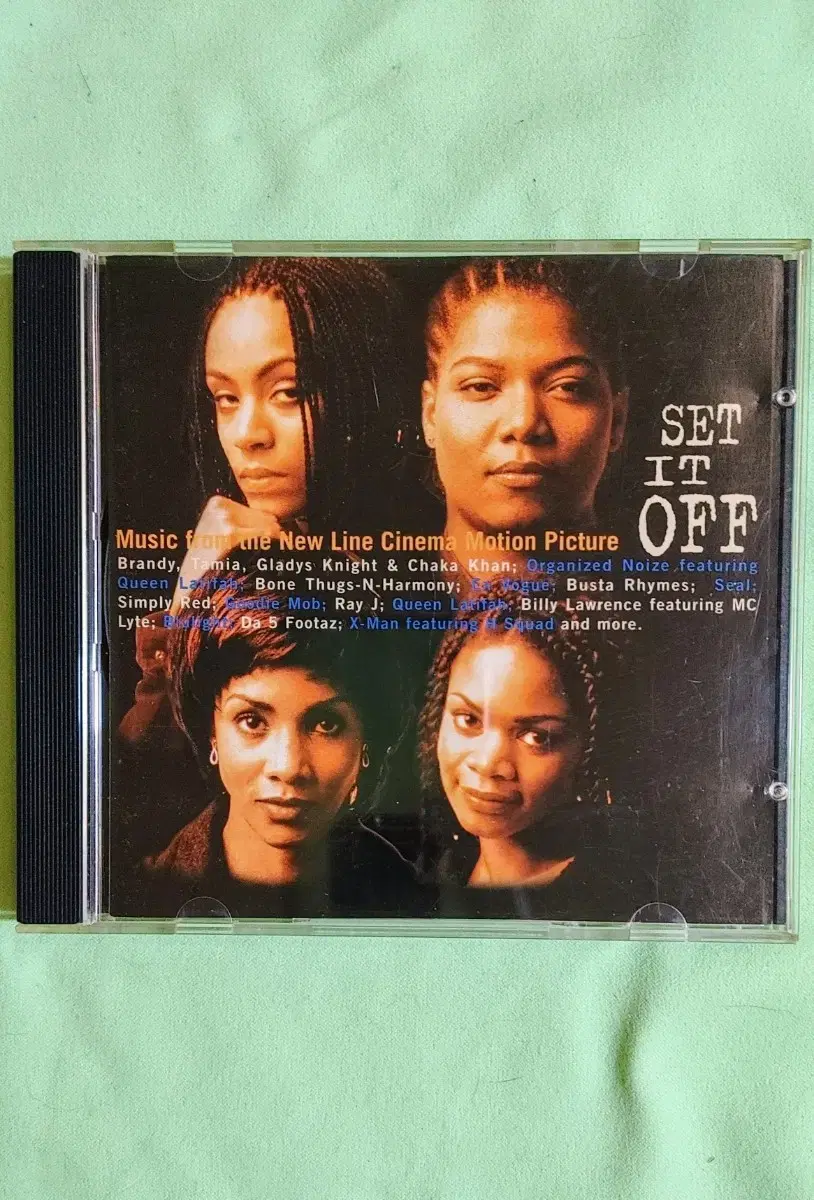 SET
IT
OFF
Music from the New Line Cinema Motion Picture
Brandy, Tamia, Gladys Knight & Chaka Khan; Organized Noize featuring
Queen Latifah; Bone Thugs-N-Harmony; En Vogue; Busta Rhymes; Seal;
Simply Red; Goodie Mob; Ray J; Queen Latifah; Billy Lawrence featuring MC
Lyte; Blulight; Da 5 Footaz; X-Man featuring H Squad and more.